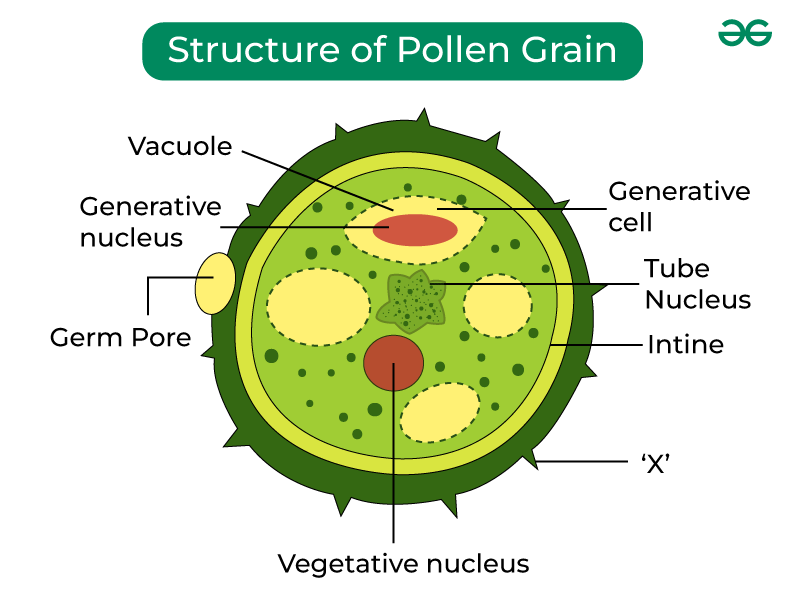 Structure of Pollen Grain
Vacuole
Generative
nucleus
Germ Pore
Generative
cell
Tube
Nucleus
Intine
‘X’
Vegetative nucleus